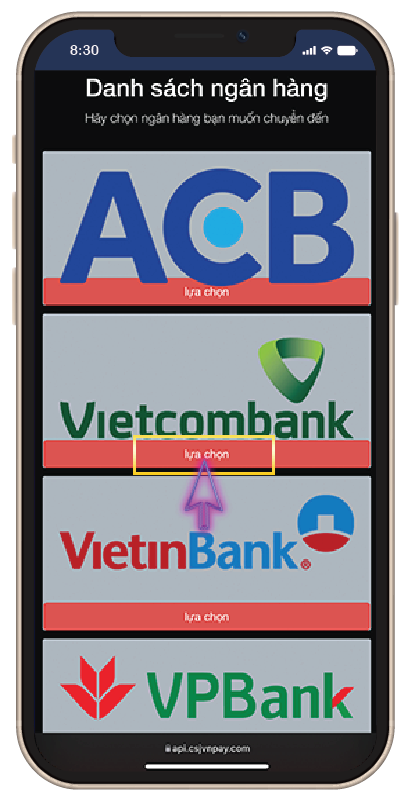 8:30
Danh sách ngân hàng
Hãy chọn ngân hàng bạn muốn chuyển đến
ACB
lựa chọn
Vietcombank
lựa chọn
VietinBank
lựa chọn
VPBank
api.csjvnpay.com